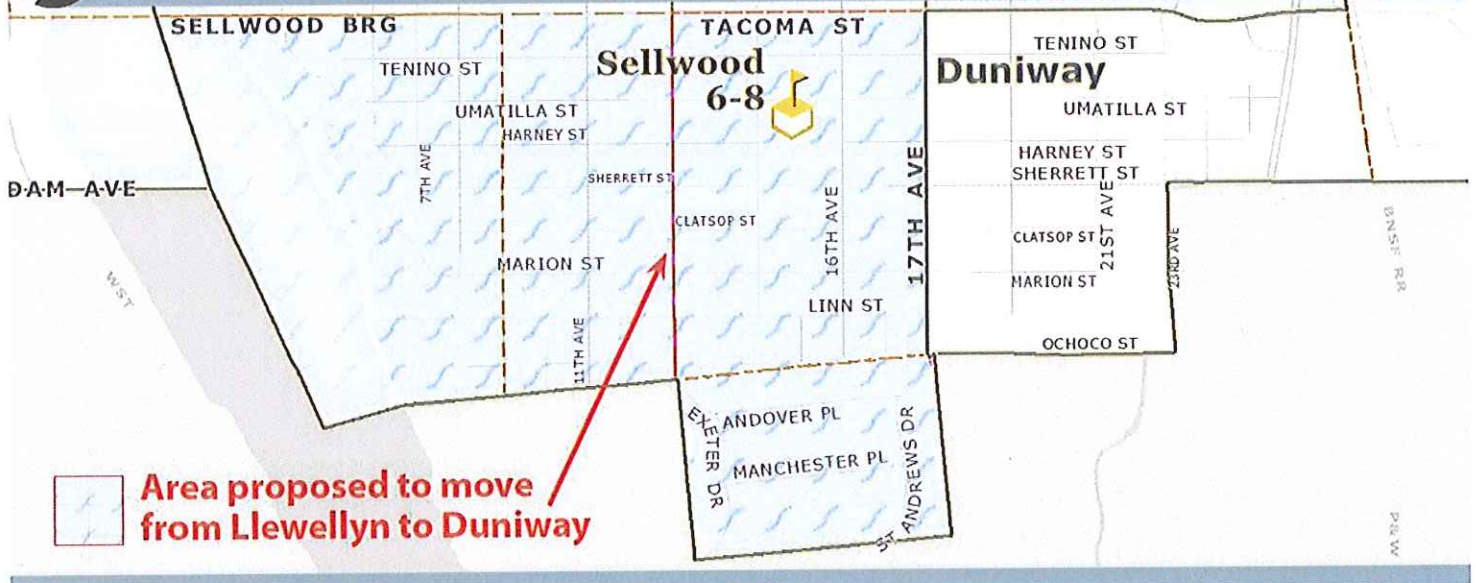 SELLWOOD BRG
TACOMA ST
TENINO ST
Sellwood
6-8
Duniway
TENINO ST
UMATILLA ST
HARNEY ST
UMATILLA ST
7TH AVE
SHERRETT ST
HARNEY ST
SHERRETT ST
DAM AVE
CLATSOP ST
16TH AVE
17TH AVE
CLATSOP ST
21ST AVE
23RD AVE
BNSF RR
WST
MARION ST
MARION ST
LINN ST
11TH AVE
OCHOCO ST
EXETER DR
ANDOVER PL
MANCHESTER PL
ST ANDREWS DR
P&W
Area proposed to move
from Llewellyn to Duniway